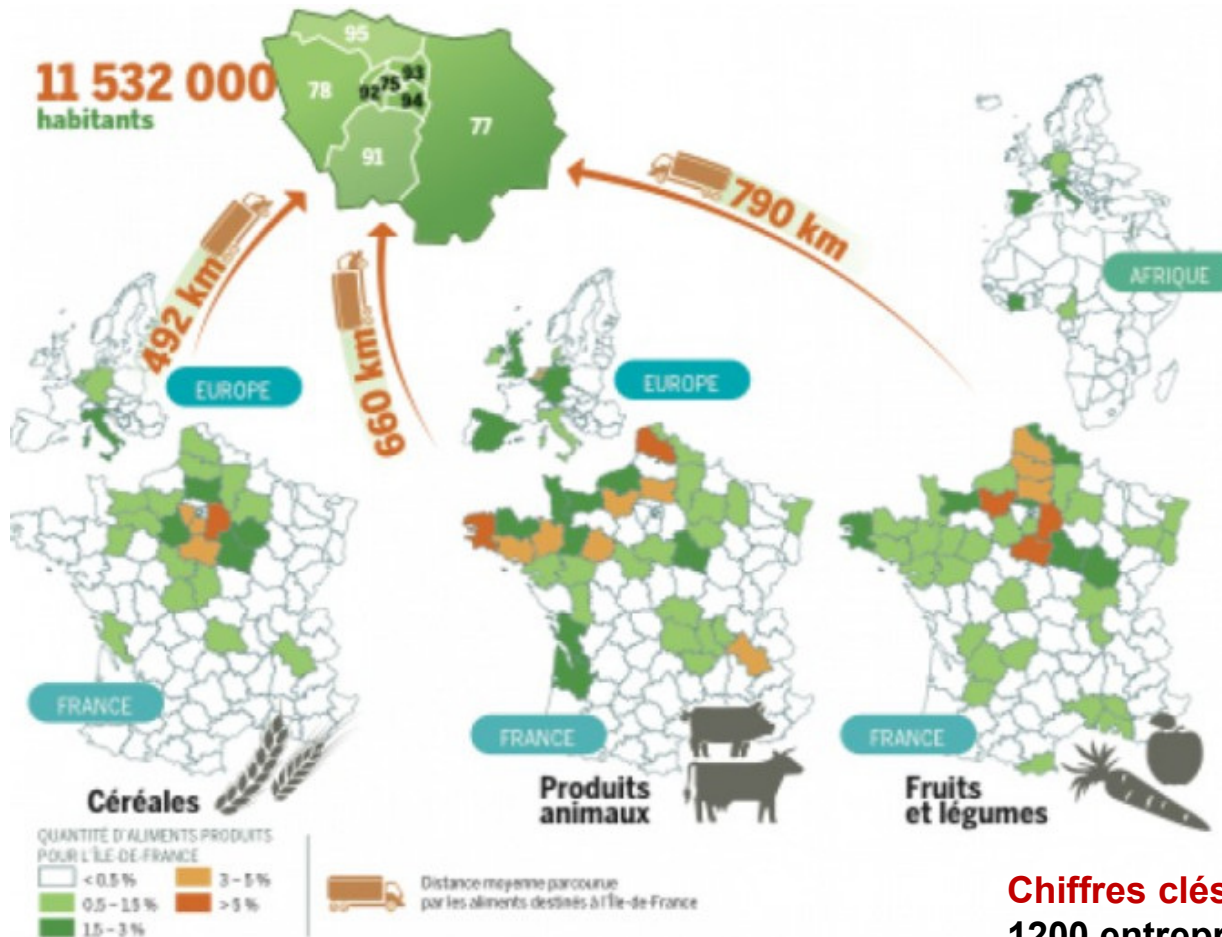 11 532 000
habitants
95
78
92
75
93
94
77
91
492 km
660 km
790 km
AFRIQUE
EUROPE
EUROPE
FRANCE
FRANCE
FRANCE
Céréales
Produits
animaux
Fruits
et légumes
QUANTITÉ D'ALIMENTS PRODUITS
POUR L'ÎLE-DE-FRANCE
< 0,5 %
3 – 5 %
0,5 – 1,5 %
> 5 %
1,5 – 3 %
Distance moyenne parcourue
par les aliments destinés à l'Île-de-France
Chiffres clés
1200 entrepr